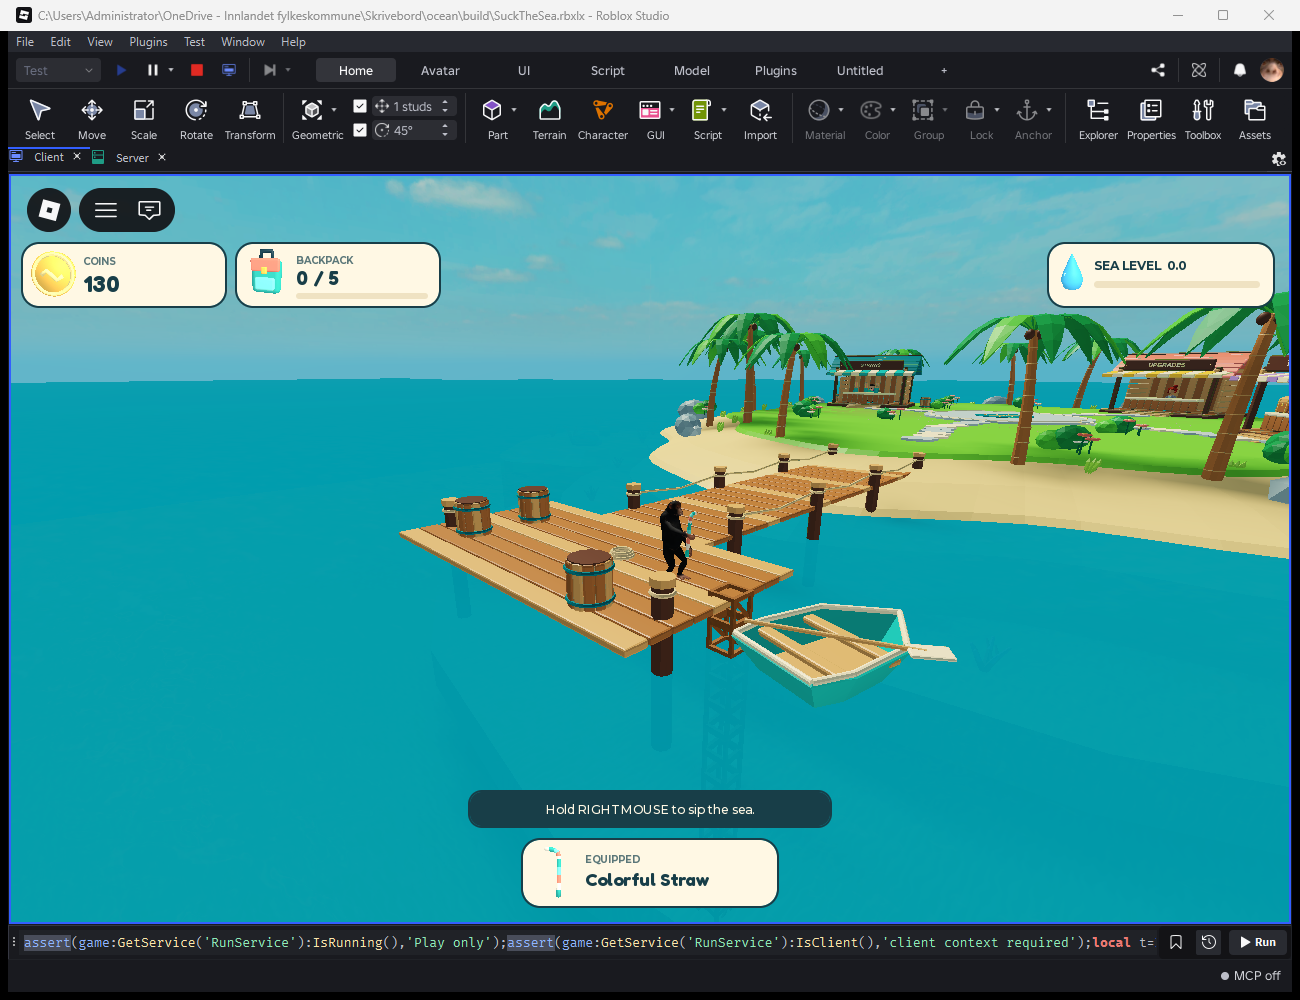 C:\Users\Administrator\OneDrive - Innlandet fylkeskommune\Skrivebord\ocean\build\SuckTheSea.rbxlx - Roblox Studio
File Edit View Plugins Test Window Help
Test Home Avatar UI Script Model Plugins Untitled +
1 studs
45°
Select Move Scale Rotate Transform Geometric Part Terrain Character GUI Script Import Material Color Group Lock Anchor Explorer Properties Toolbox Assets
Client Server
COINS
130
BACKPACK
0 / 5
SEA LEVEL 0.0
UPGRADES
Hold RIGHT MOUSE to sip the sea.
EQUIPPED
Colorful Straw
assert(game:GetService('RunService'):IsRunning(),'Play only');assert(game:GetService('RunService'):IsClient(),'client context required');local t=
Run
MCP off